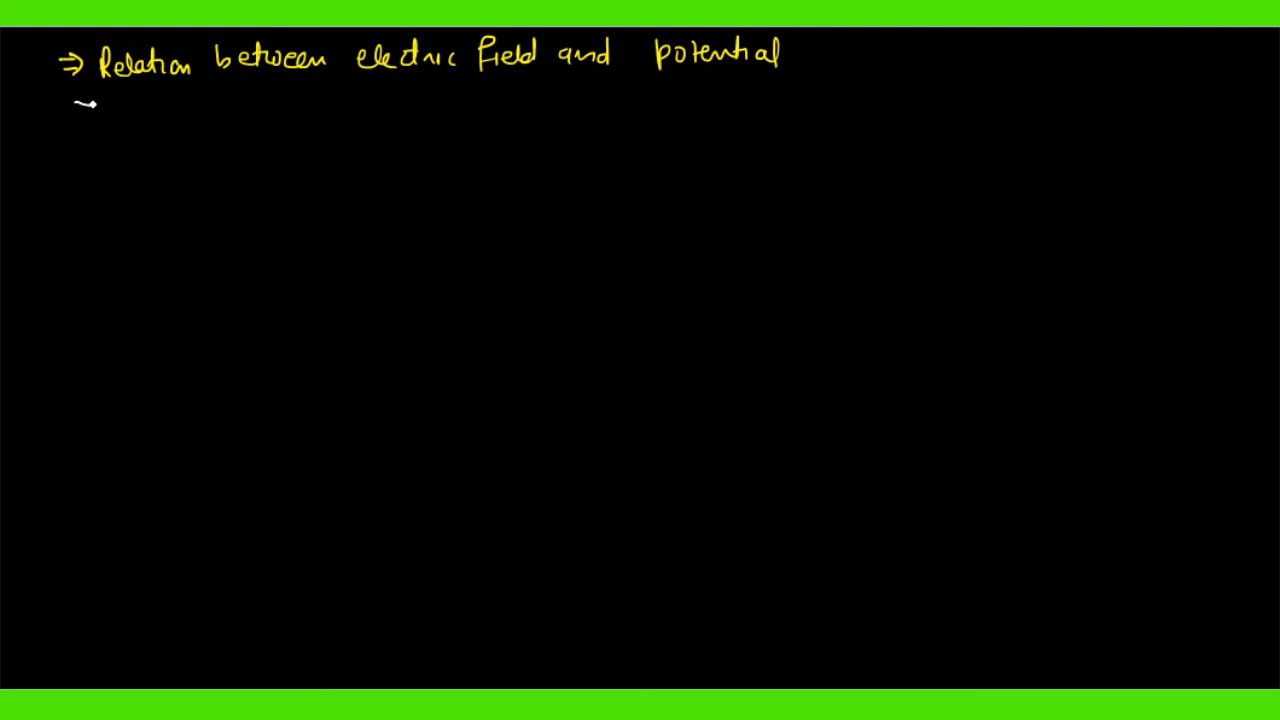 ⇒ Relation between electric field and potential